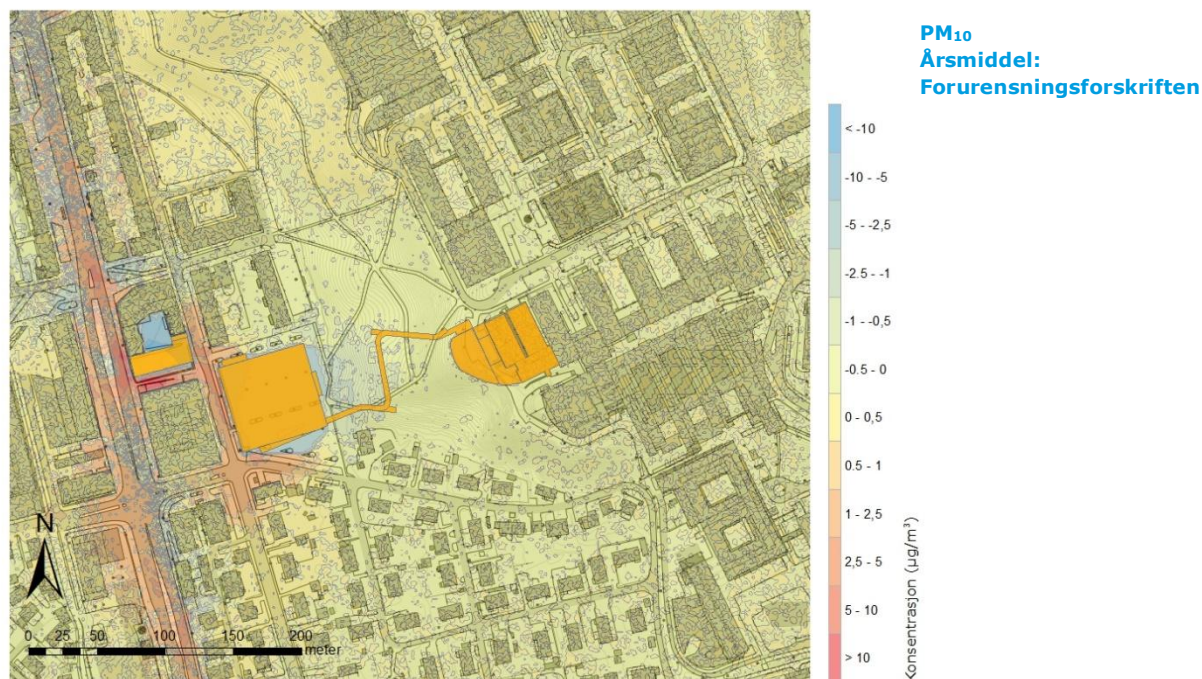 PM₁₀
Årsmiddel:
Forurensningsforskriften
< -10
-10 - -5
-5 - -2,5
-2.5 - -1
-1 - -0,5
-0.5 - 0
0 - 0,5
0.5 - 1
1 - 2,5
2,5 - 5
5 - 10
> 10
Konsentrasjon (µg/m³)
N
0 25 50 100 150 200
meter